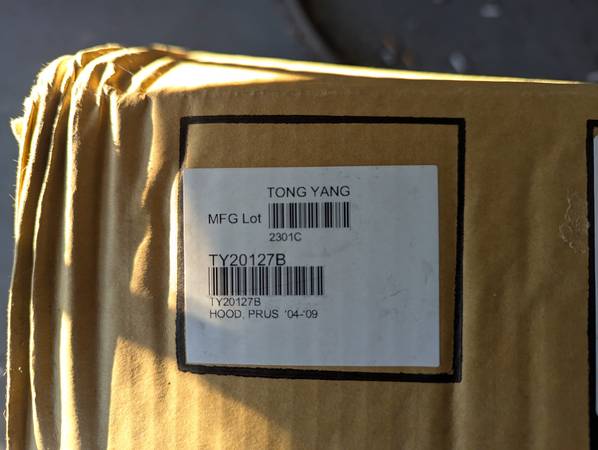 TONG YANG
MFG Lot
2301C
TY20127B
TY20127B
HOOD, PRUS '04-'09